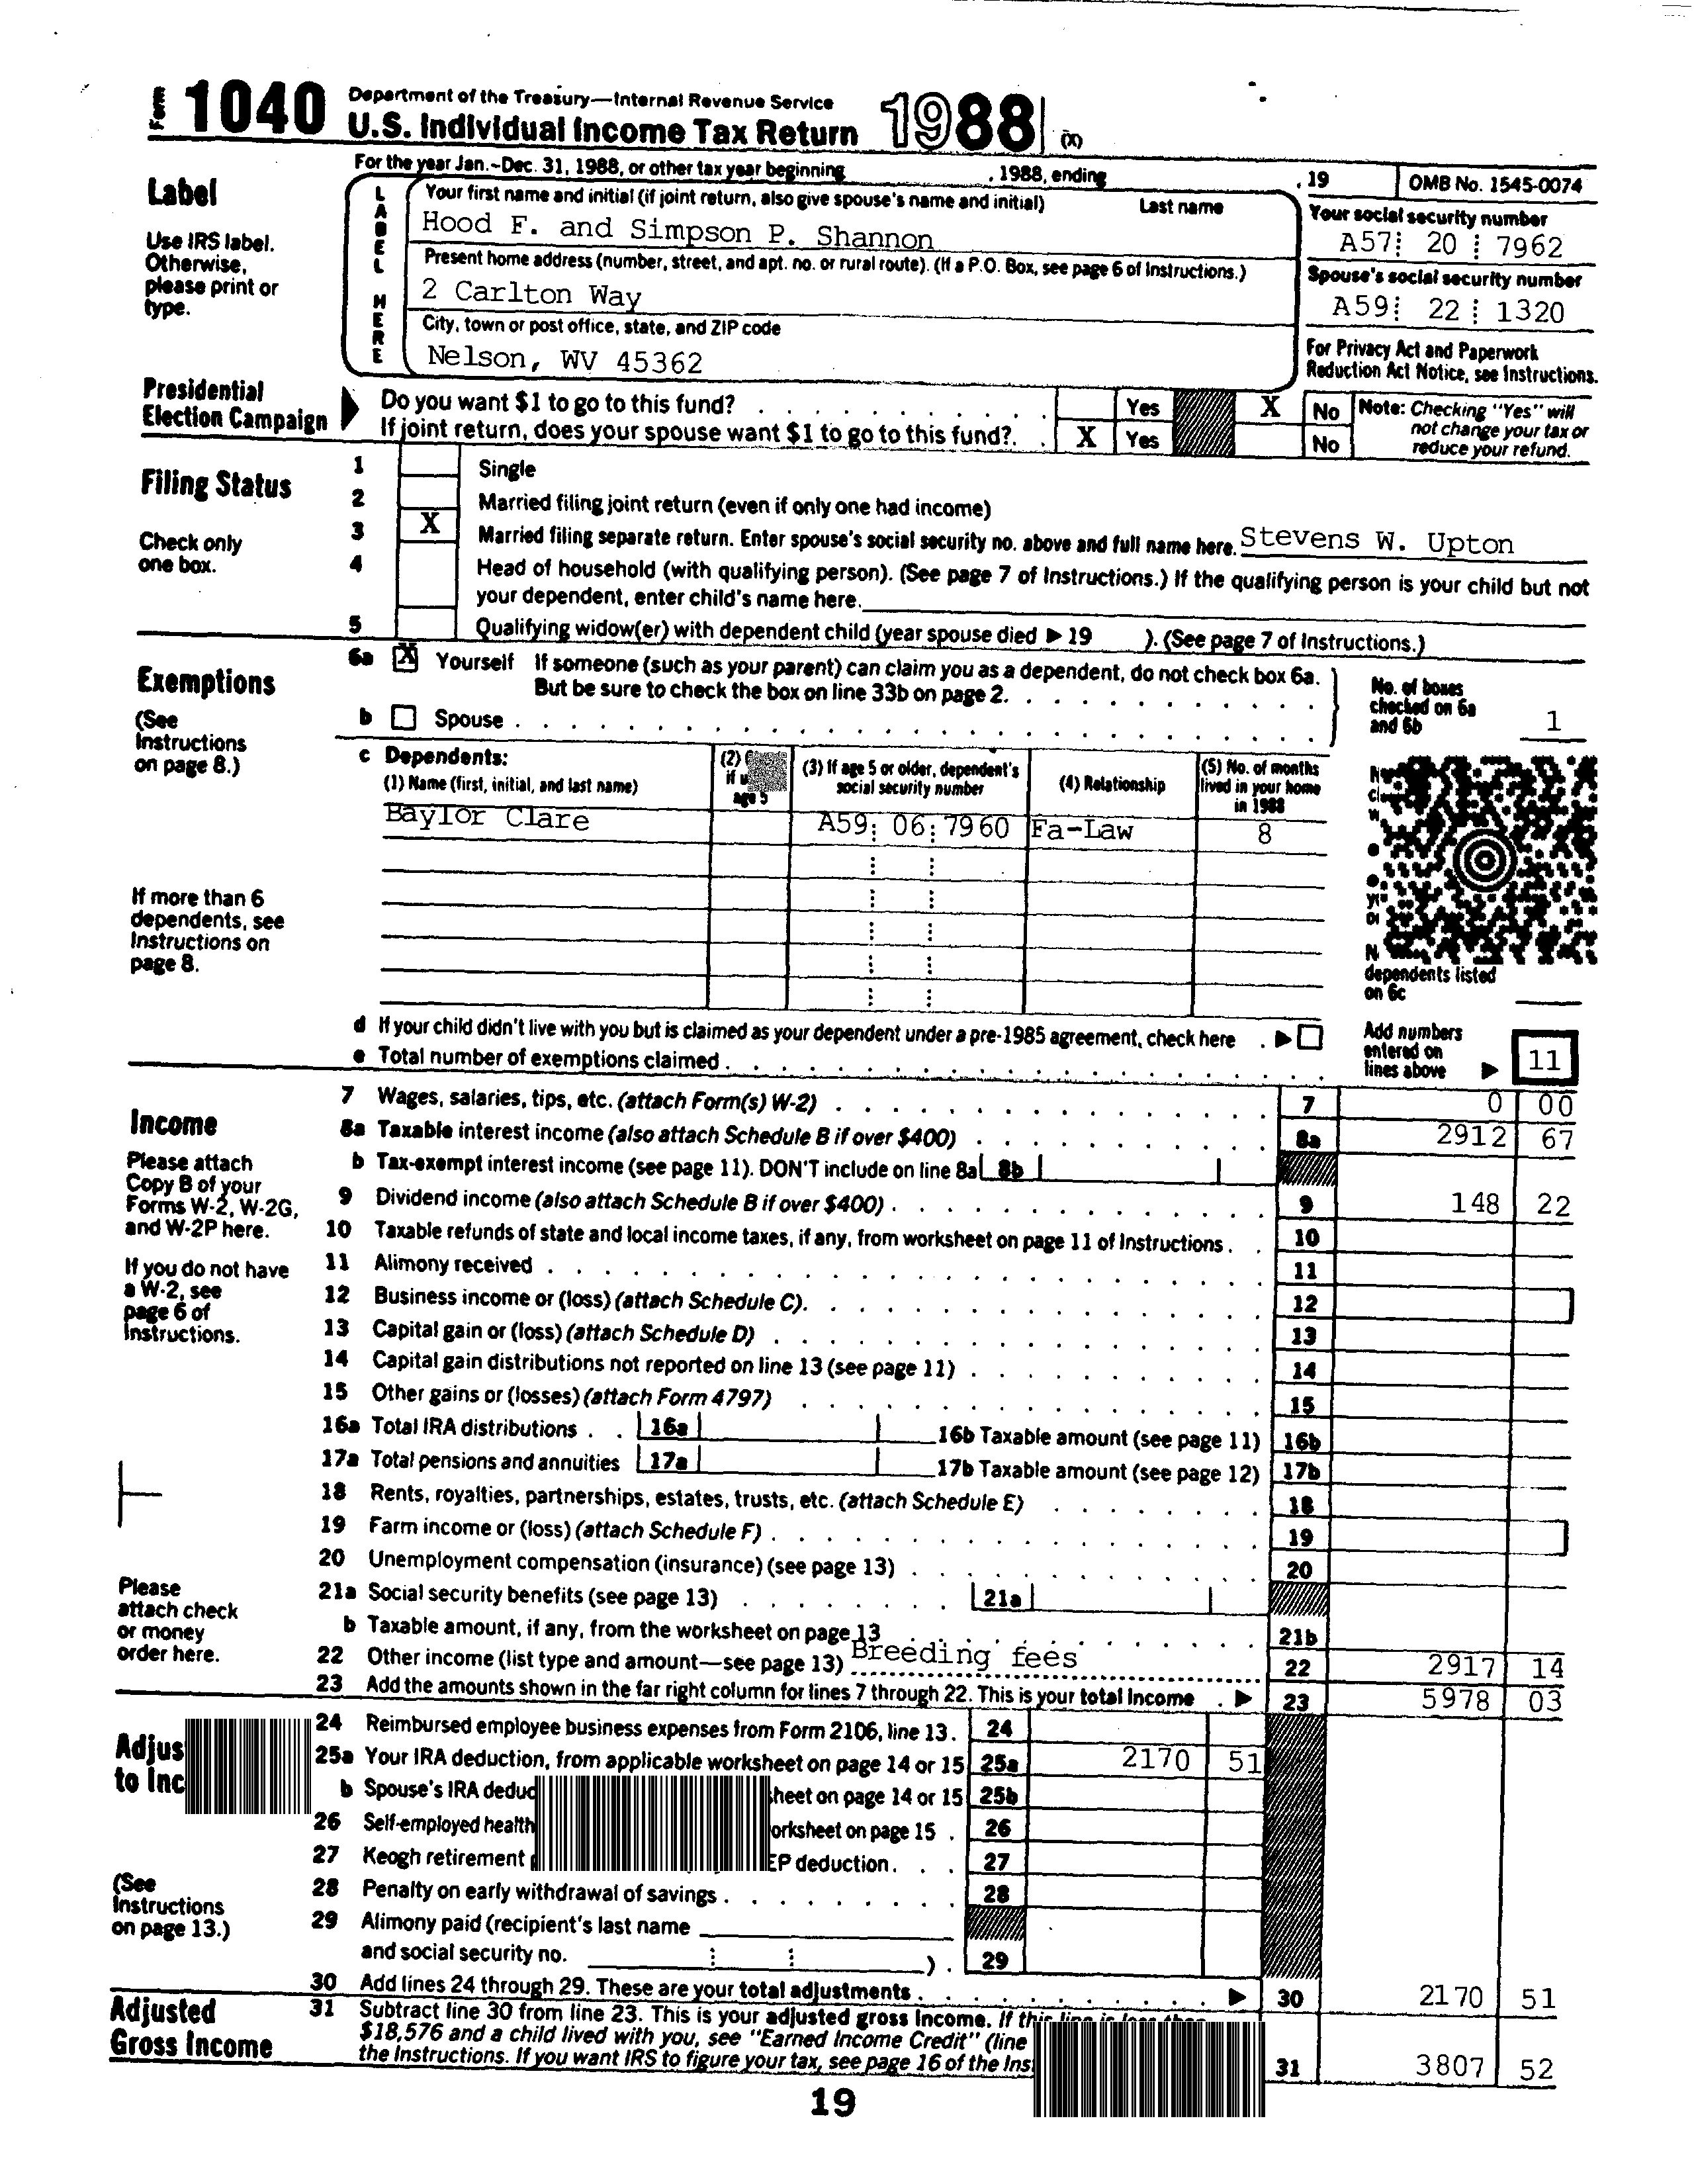 Form 1040 Department of the Treasury—Internal Revenue Service
U.S. Individual Income Tax Return 1988 (X)
For the year Jan.-Dec. 31, 1988, or other tax year beginning , 1988, ending , 19 OMB No. 1545-0074
Label
Use IRS label.
Otherwise,
please print or
type.
LABEL HERE
Your first name and initial (if joint return, also give spouse's name and initial) Last name
Hood F. and Simpson P. Shannon
Your social security number
A57 20 7962
Present home address (number, street, and apt. no. or rural route). (If a P.O. Box, see page 6 of Instructions.)
2 Carlton Way
Spouse's social security number
A59 22 1320
City, town or post office, state, and ZIP code
Nelson, WV 45362
For Privacy Act and Paperwork
Reduction Act Notice, see Instructions.
Presidential
Election Campaign
Do you want $1 to go to this fund? Yes X No
If joint return, does your spouse want $1 to go to this fund?. X Yes No
Note: Checking "Yes" will
not change your tax or
reduce your refund.
Filing Status
Check only
one box.
1 Single
2 Married filing joint return (even if only one had income)
3 X Married filing separate return. Enter spouse's social security no. above and full name here. Stevens W. Upton
4 Head of household (with qualifying person). (See page 7 of Instructions.) If the qualifying person is your child but not
your dependent, enter child's name here.
5 Qualifying widow(er) with dependent child (year spouse died ▶ 19 ). (See page 7 of Instructions.)
Exemptions
(See
Instructions
on page 8.)
6a X Yourself If someone (such as your parent) can claim you as a dependent, do not check box 6a.
But be sure to check the box on line 33b on page 2.
b Spouse
No. of boxes
checked on 6a
and 6b 1
c Dependents:
(1) Name (first, initial, and last name)
(2)
if u
age 5
(3) If age 5 or older, dependent's
social security number
(4) Relationship
(5) No. of months
lived in your home
in 1988
Baylor Clare A59 06 7960 Fa-Law 8
If more than 6
dependents, see
Instructions on
page 8.
dependents listed
on 6c
d If your child didn't live with you but is claimed as your dependent under a pre-1985 agreement, check here . ▶
e Total number of exemptions claimed
Add numbers
entered on
lines above ▶ 11
Income
Please attach
Copy B of your
Forms W-2, W-2G,
and W-2P here.
If you do not have
a W-2, see
page 6 of
Instructions.
Please
attach check
or money
order here.
7 Wages, salaries, tips, etc. (attach Form(s) W-2) 7 0 00
8a Taxable interest income (also attach Schedule B if over $400) 8a 2912 67
b Tax-exempt interest income (see page 11). DON'T include on line 8a 8b
9 Dividend income (also attach Schedule B if over $400) 9 148 22
10 Taxable refunds of state and local income taxes, if any, from worksheet on page 11 of Instructions. 10
11 Alimony received 11
12 Business income or (loss) (attach Schedule C). 12
13 Capital gain or (loss) (attach Schedule D) 13
14 Capital gain distributions not reported on line 13 (see page 11) 14
15 Other gains or (losses) (attach Form 4797) 15
16a Total IRA distributions 16a 16b Taxable amount (see page 11) 16b
17a Total pensions and annuities 17a 17b Taxable amount (see page 12) 17b
18 Rents, royalties, partnerships, estates, trusts, etc. (attach Schedule E) 18
19 Farm income or (loss) (attach Schedule F) 19
20 Unemployment compensation (insurance) (see page 13) 20
21a Social security benefits (see page 13) 21a
b Taxable amount, if any, from the worksheet on page 13 21b
22 Other income (list type and amount—see page 13) Breeding fees 22 2917 14
23 Add the amounts shown in the far right column for lines 7 through 22. This is your total income . ▶ 23 5978 03
Adjus
to Inc
(See
Instructions
on page 13.)
24 Reimbursed employee business expenses from Form 2106, line 13. 24
25a Your IRA deduction, from applicable worksheet on page 14 or 15 25a 2170 51
b Spouse's IRA deduc heet on page 14 or 15 25b
26 Self-employed health orksheet on page 15 . 26
27 Keogh retirement EP deduction. 27
28 Penalty on early withdrawal of savings 28
29 Alimony paid (recipient's last name
and social security no. ). 29
30 Add lines 24 through 29. These are your total adjustments ▶ 30 2170 51
Adjusted
Gross Income
31 Subtract line 30 from line 23. This is your adjusted gross income. If this line is less than
$18,576 and a child lived with you, see "Earned Income Credit" (line
the Instructions. If you want IRS to figure your tax, see page 16 of the Ins 31 3807 52
19